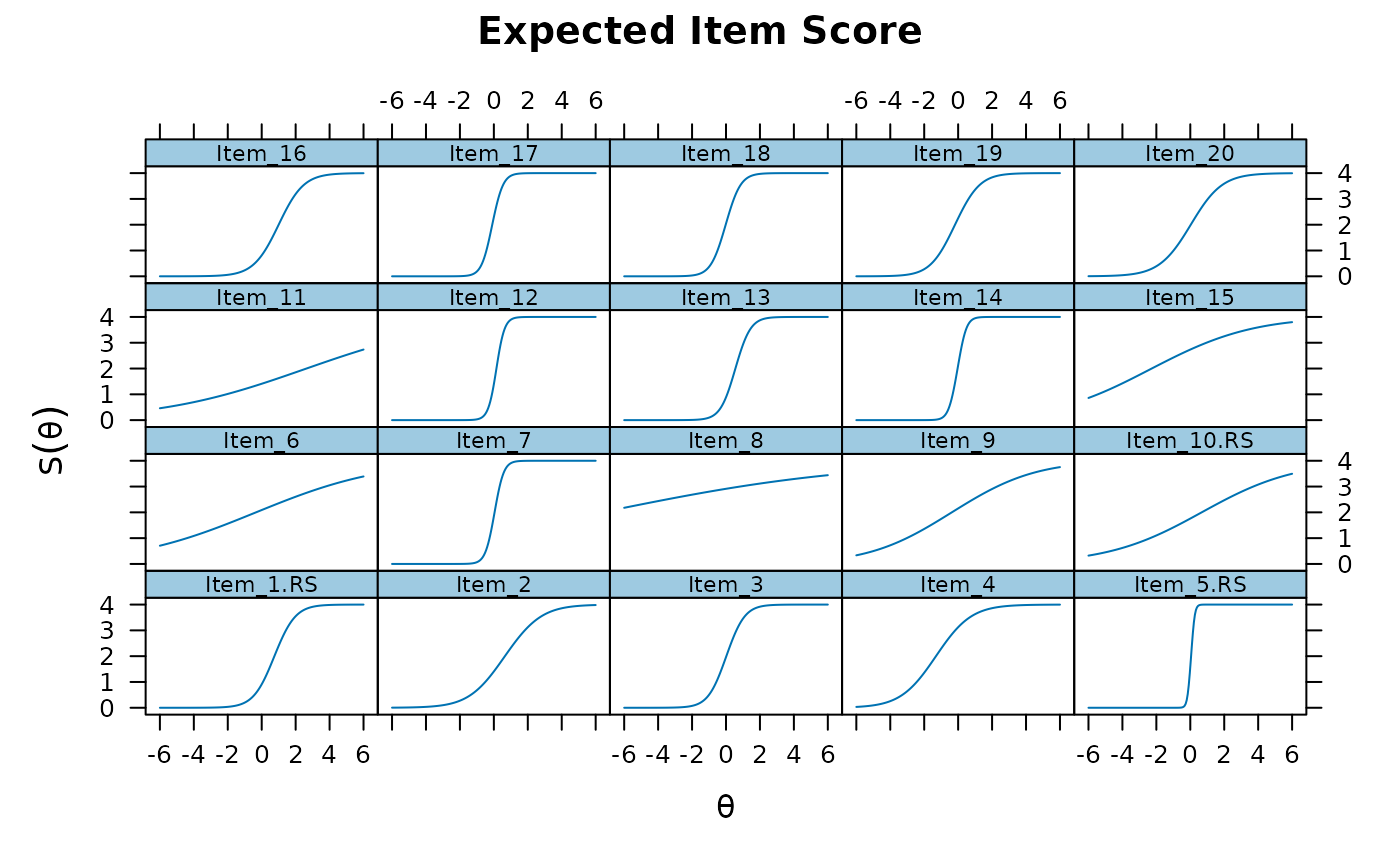 Expected Item Score
-6 -4 -2 0 2 4 6 -6 -4 -2 0 2 4 6
Item_16 Item_17 Item_18 Item_19 Item_20
4
3
2
1
0
Item_11 Item_12 Item_13 Item_14 Item_15
4
3
2
1
0
Item_6 Item_7 Item_8 Item_9 Item_10.RS
4
3
2
1
0
Item_1.RS Item_2 Item_3 Item_4 Item_5.RS
4
3
2
1
0
S(θ)
-6 -4 -2 0 2 4 6 -6 -4 -2 0 2 4 6 -6 -4 -2 0 2 4 6
θ